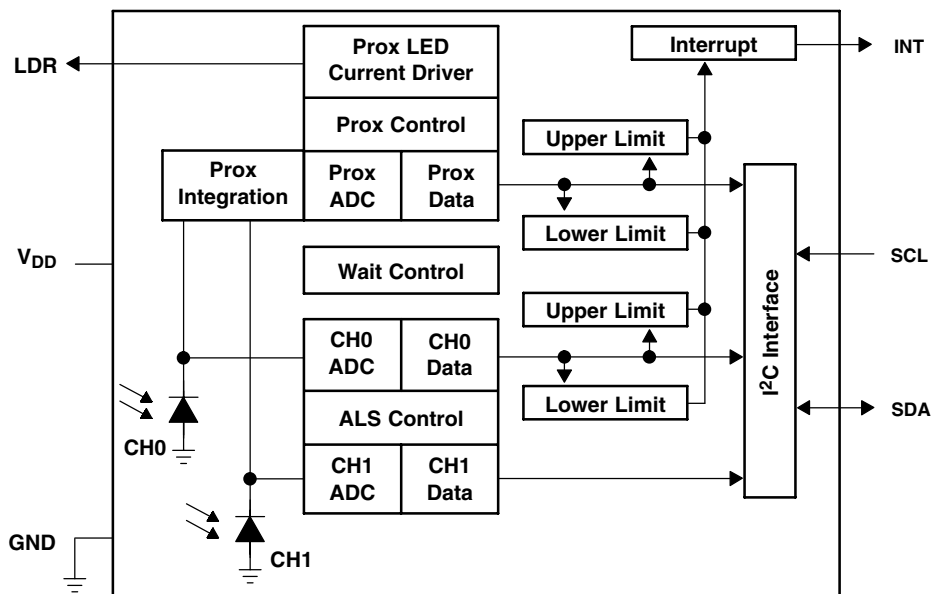 LDR
Prox LED
Current Driver
Interrupt
INT
Prox Control
Upper Limit
Prox
Integration
Prox
ADC
Prox
Data
Lower Limit
VDD
Wait Control
SCL
Upper Limit
I²C Interface
CH0
ADC
CH0
Data
Lower Limit
ALS Control
SDA
CH0
CH1
ADC
CH1
Data
GND
CH1